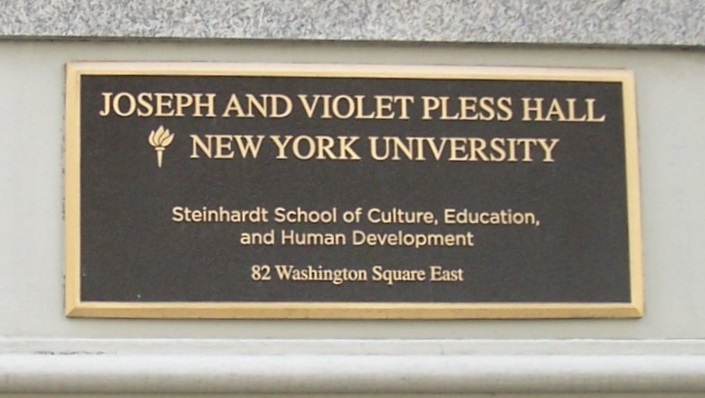 JOSEPH AND VIOLET PLESS HALL
NEW YORK UNIVERSITY
Steinhardt School of Culture, Education,
and Human Development
82 Washington Square East